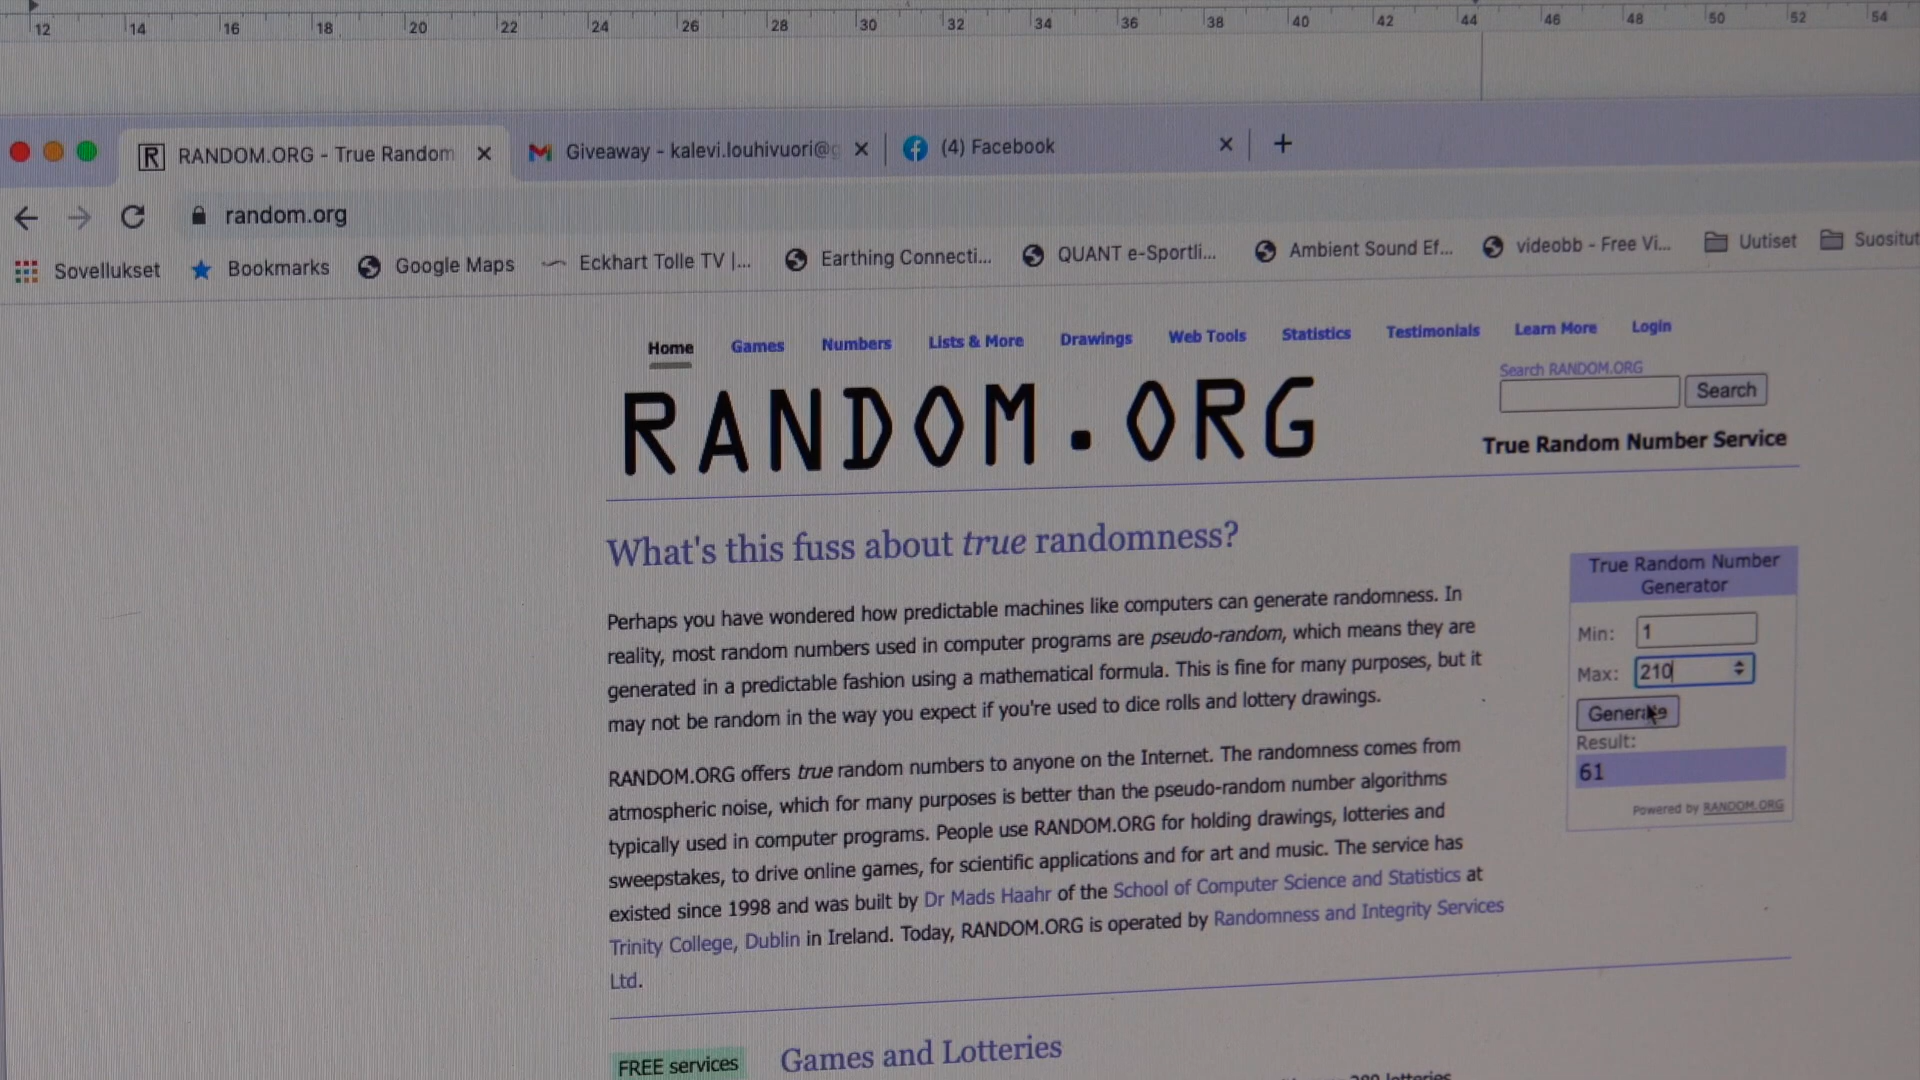 12 14 16 18 20 22 24 26 28 30 32 34 36 38 40 42 44 46 48 50 52 54
RANDOM.ORG - True Random
Giveaway - kalevi.louhivuori@g
(4) Facebook
random.org
Sovellukset Bookmarks Google Maps Eckhart Tolle TV |... Earthing Connecti... QUANT e-Sportli... Ambient Sound Ef... videobb - Free Vi... Uutiset Suositut
Home Games Numbers Lists & More Drawings Web Tools Statistics Testimonials Learn More Login
Search RANDOM.ORG
Search
RANDOM.ORG
True Random Number Service
What's this fuss about true randomness?
Perhaps you have wondered how predictable machines like computers can generate randomness. In
reality, most random numbers used in computer programs are pseudo-random, which means they are
generated in a predictable fashion using a mathematical formula. This is fine for many purposes, but it
may not be random in the way you expect if you're used to dice rolls and lottery drawings.
RANDOM.ORG offers true random numbers to anyone on the Internet. The randomness comes from
atmospheric noise, which for many purposes is better than the pseudo-random number algorithms
typically used in computer programs. People use RANDOM.ORG for holding drawings, lotteries and
sweepstakes, to drive online games, for scientific applications and for art and music. The service has
existed since 1998 and was built by Dr Mads Haahr of the School of Computer Science and Statistics at
Trinity College, Dublin in Ireland. Today, RANDOM.ORG is operated by Randomness and Integrity Services
Ltd.
True Random Number
Generator
Min: 1
Max: 210
Generate
Result:
61
Powered by RANDOM.ORG
FREE services
Games and Lotteries